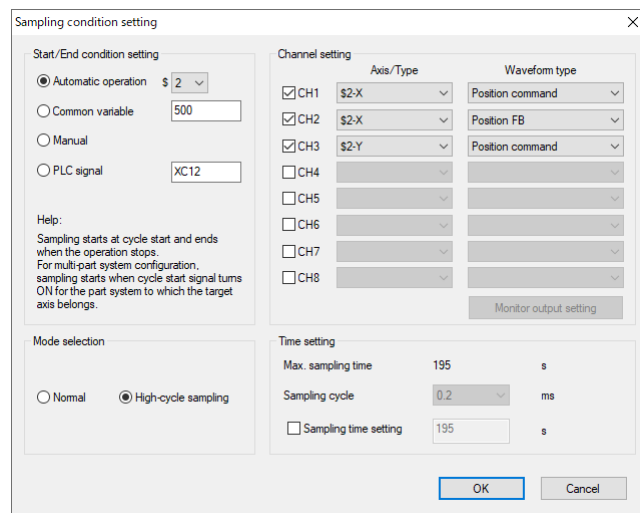 Sampling condition setting
Start/End condition setting
Automatic operation $ 2
Common variable 500
Manual
PLC signal XC12
Help:
Sampling starts at cycle start and ends
when the operation stops.
For multi-part system configuration,
sampling starts when cycle start signal turns
ON for the part system to which the target
axis belongs.
Channel setting
Axis/Type Waveform type
CH1 $2-X Position command
CH2 $2-X Position FB
CH3 $2-Y Position command
CH4
CH5
CH6
CH7
CH8
Monitor output setting
Mode selection
Normal High-cycle sampling
Time setting
Max. sampling time 195 s
Sampling cycle 0.2 ms
Sampling time setting 195 s
OK Cancel